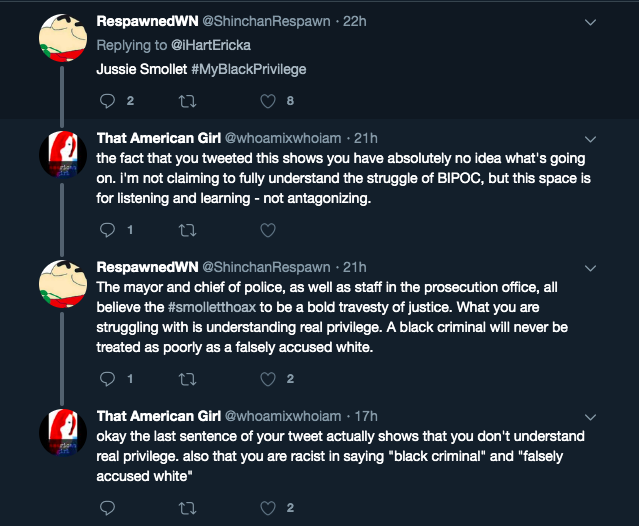 RespawnedWN @ShinchanRespawn · 22h
Replying to @iHartEricka
Jussie Smollet #MyBlackPrivilege
2 8
That American Girl @whoamixwhoiam · 21h
the fact that you tweeted this shows you have absolutely no idea what's going
on. i'm not claiming to fully understand the struggle of BIPOC, but this space is
for listening and learning - not antagonizing.
1
RespawnedWN @ShinchanRespawn · 21h
The mayor and chief of police, as well as staff in the prosecution office, all
believe the #smolletthoax to be a bold travesty of justice. What you are
struggling with is understanding real privilege. A black criminal will never be
treated as poorly as a falsely accused white.
1 2
That American Girl @whoamixwhoiam · 17h
okay the last sentence of your tweet actually shows that you don't understand
real privilege. also that you are racist in saying "black criminal" and "falsely
accused white"
2